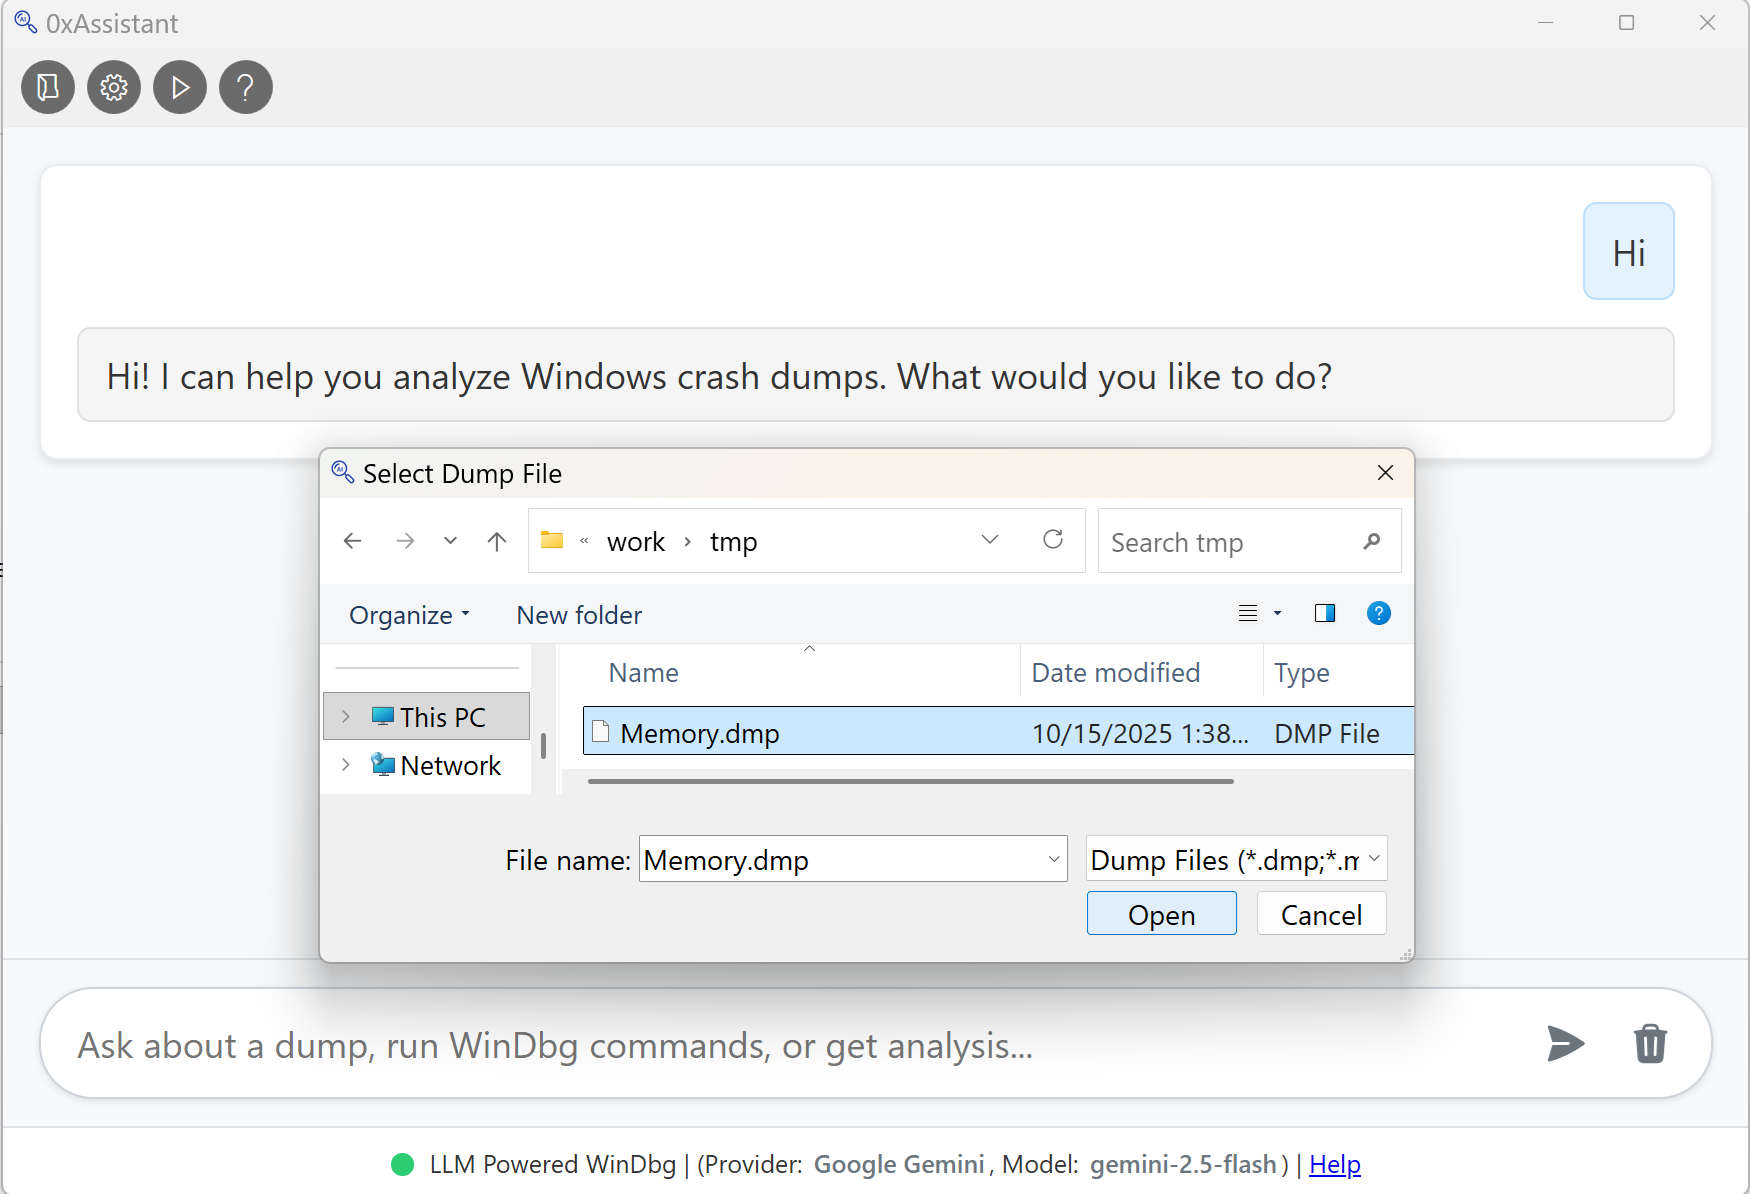 0xAssistant
Hi
Hi! I can help you analyze Windows crash dumps. What would you like to do?
Select Dump File
« work › tmp
Search tmp
Organize
New folder
Name
Date modified
Type
This PC
Network
Memory.dmp
10/15/2025 1:38...
DMP File
File name:
Memory.dmp
Dump Files (*.dmp;*.m
Open
Cancel
Ask about a dump, run WinDbg commands, or get analysis...
LLM Powered WinDbg | (Provider: Google Gemini, Model: gemini-2.5-flash) | Help